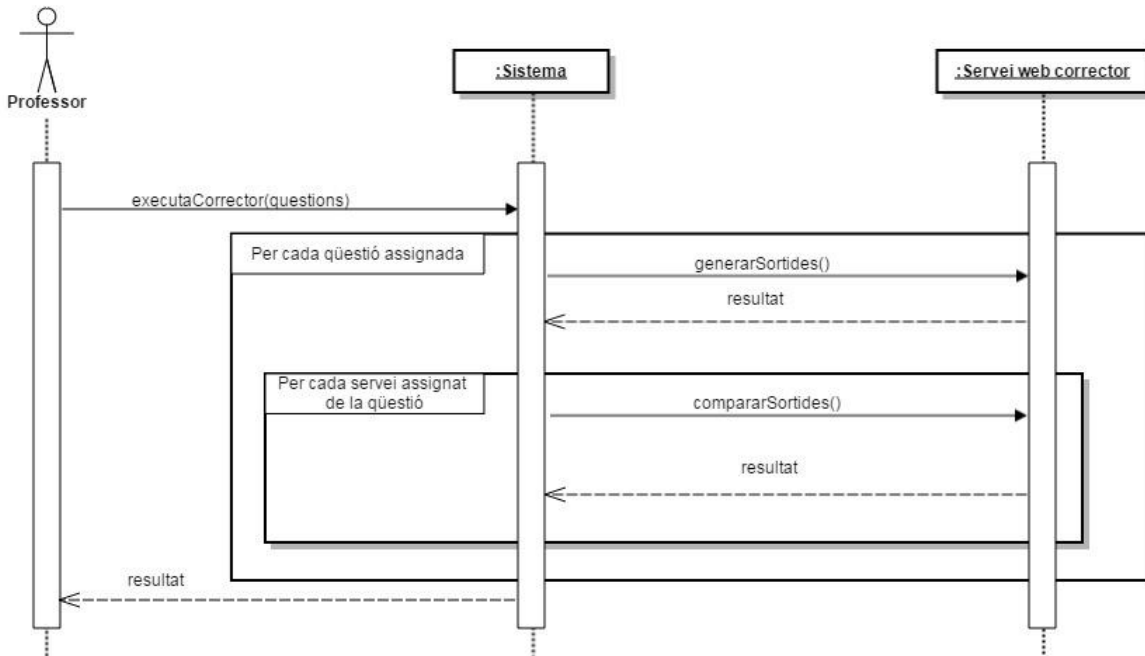 Professor
:Sistema
:Servei web corrector
executaCorrector(questions)
Per cada qüestió assignada
generarSortides()
resultat
Per cada servei assignat
de la qüestió
compararSortides()
resultat
resultat